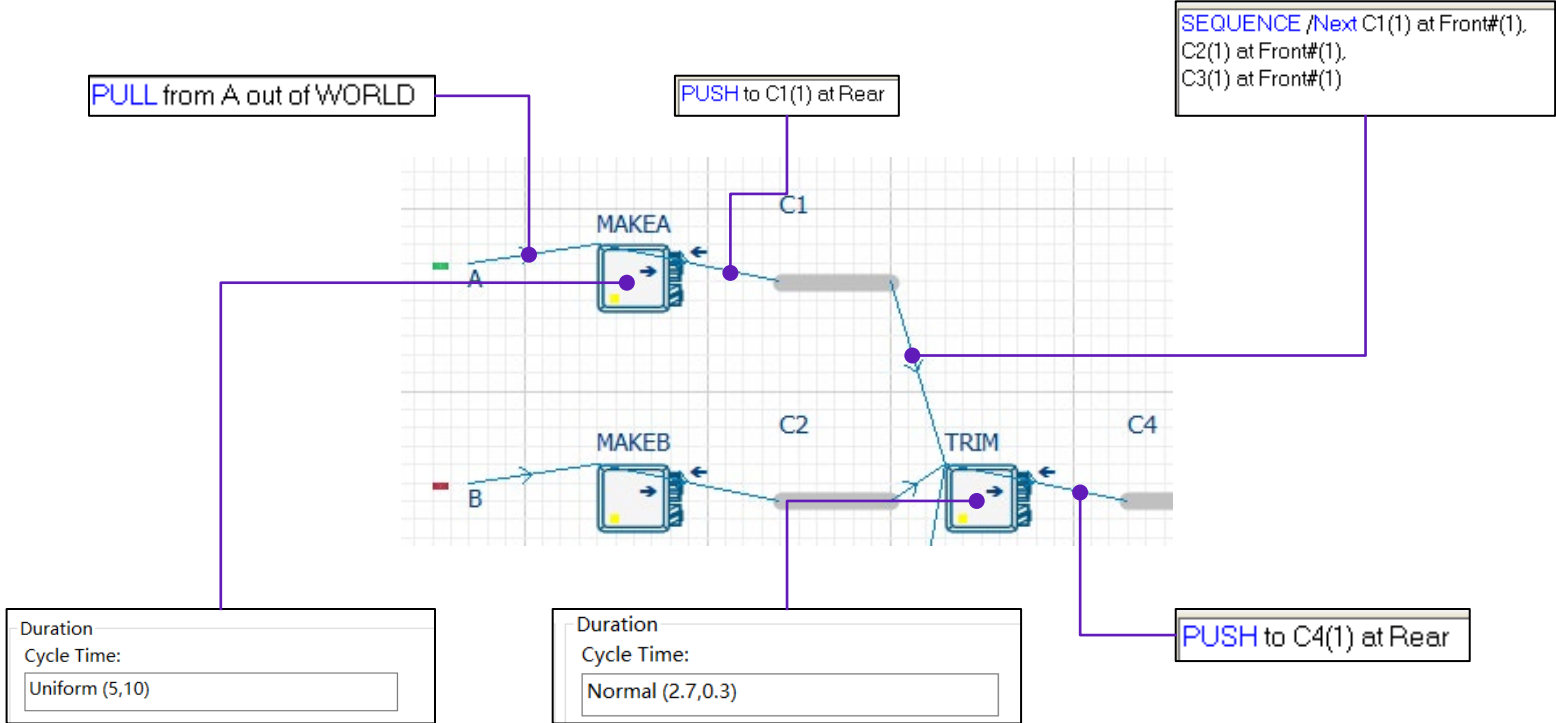 SEQUENCE /Next C1(1) at Front#(1),
C2(1) at Front#(1),
C3(1) at Front#(1)
PULL from A out of WORLD
PUSH to C1(1) at Rear
C1
MAKEA
A
C2
C4
MAKEB
TRIM
B
Duration
Cycle Time:
Uniform (5,10)
Duration
Cycle Time:
Normal (2.7,0.3)
PUSH to C4(1) at Rear